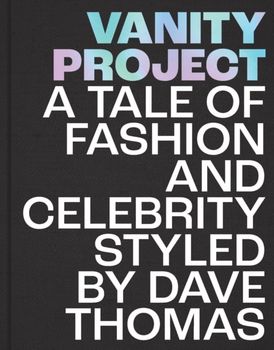 VANITY
PROJECT
A TALE OF
FASHION
AND
CELEBRITY
STYLED
BY DAVE
THOMAS